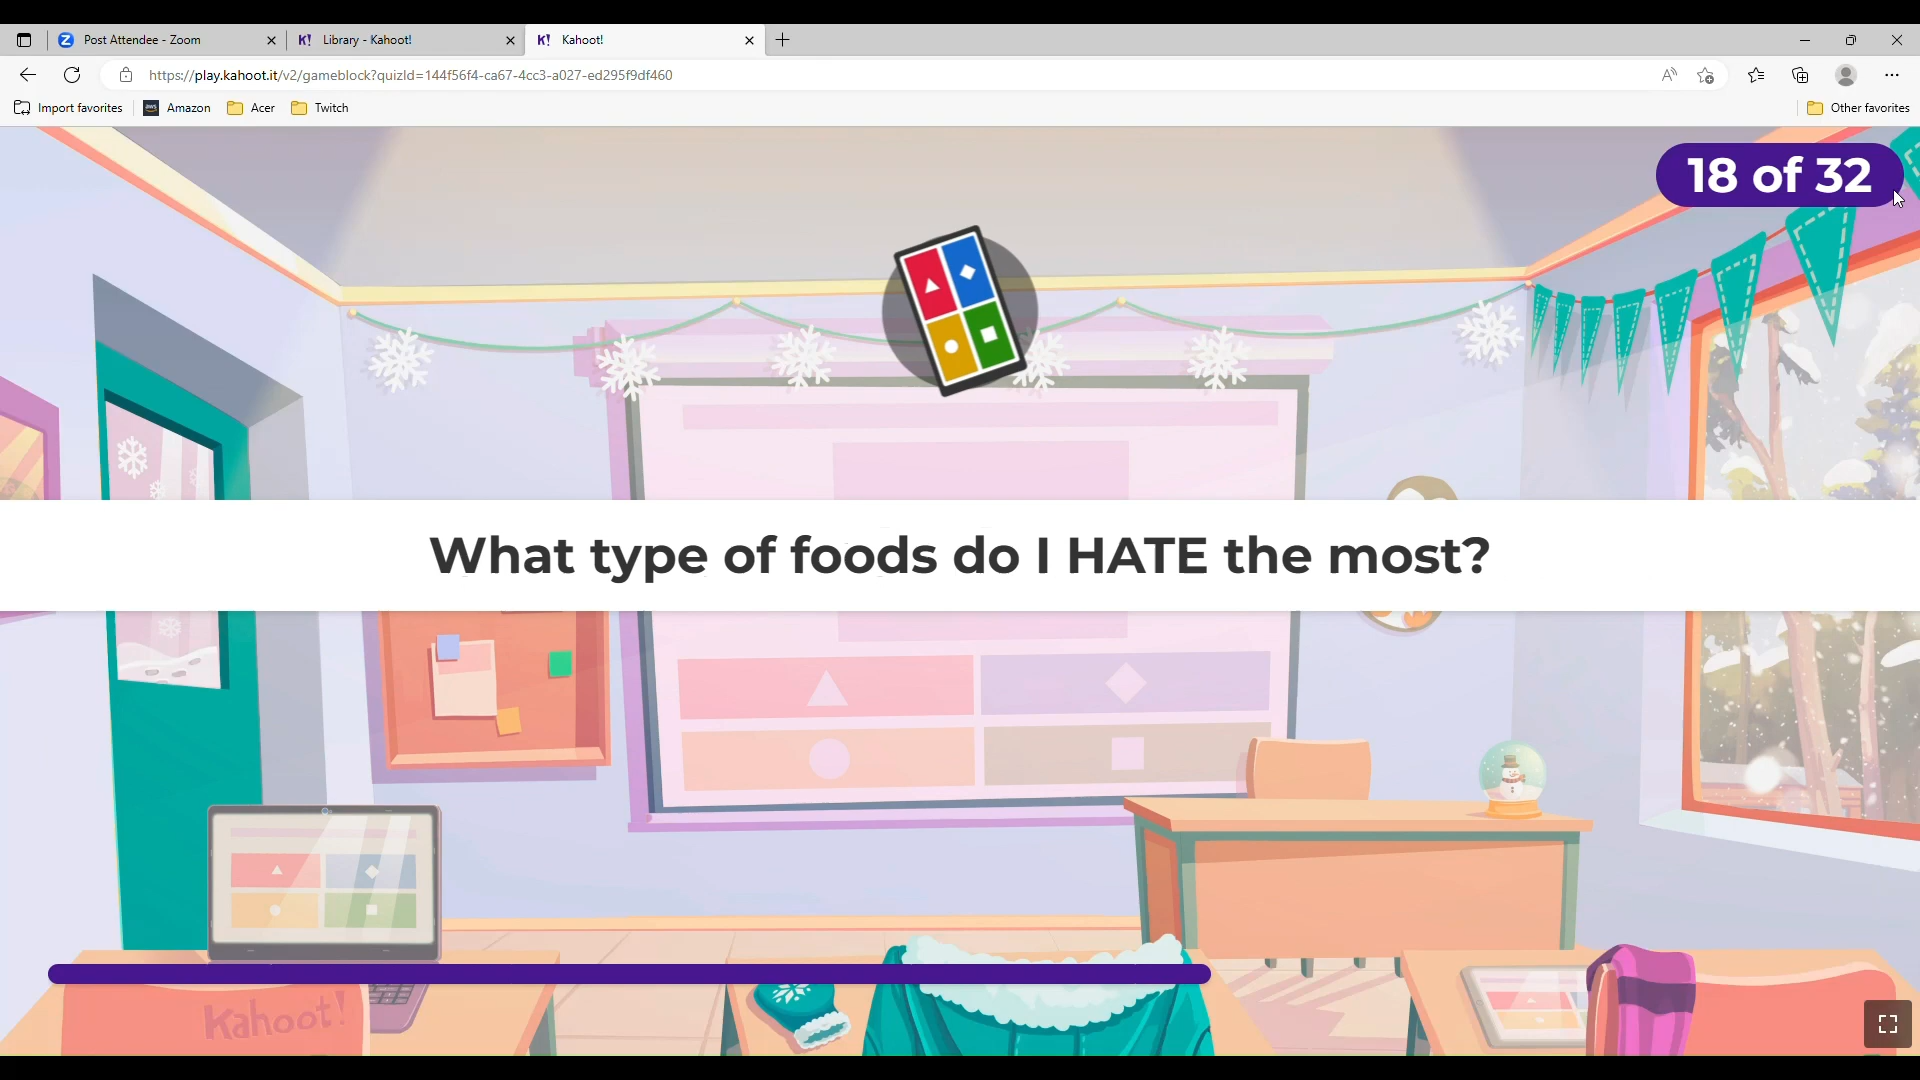 Post Attendee - Zoom
Library - Kahoot!
Kahoot!
https://play.kahoot.it/v2/gameblock?quizId=144f56f4-ca67-4cc3-a027-ed295f9df460
Import favorites
aws
Amazon
Acer
Twitch
Other favorites
18 of 32
What type of foods do I HATE the most?
Kahoot!